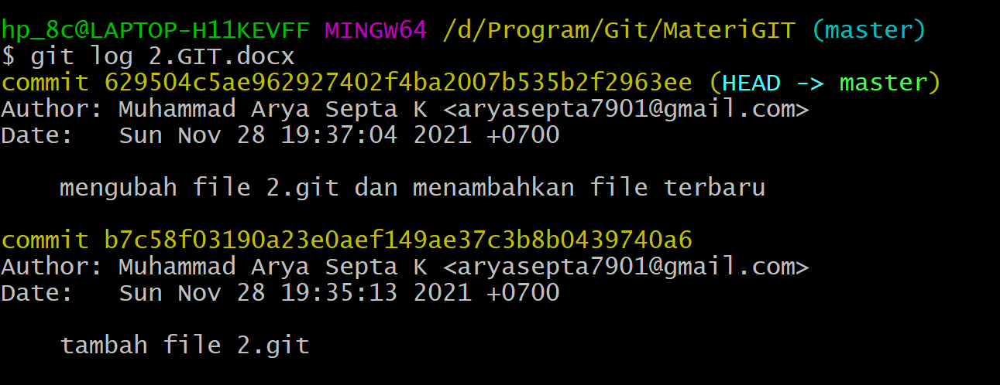 hp_8c@LAPTOP-H11KEVFF MINGW64 /d/Program/Git/MateriGIT (master)
$ git log 2.GIT.docx
commit 629504c5ae962927402f4ba2007b535b2f2963ee (HEAD -> master)
Author: Muhammad Arya Septa K <aryasepta7901@gmail.com>
Date:   Sun Nov 28 19:37:04 2021 +0700
    mengubah file 2.git dan menambahkan file terbaru
commit b7c58f03190a23e0aef149ae37c3b8b0439740a6
Author: Muhammad Arya Septa K <aryasepta7901@gmail.com>
Date:   Sun Nov 28 19:35:13 2021 +0700
    tambah file 2.git